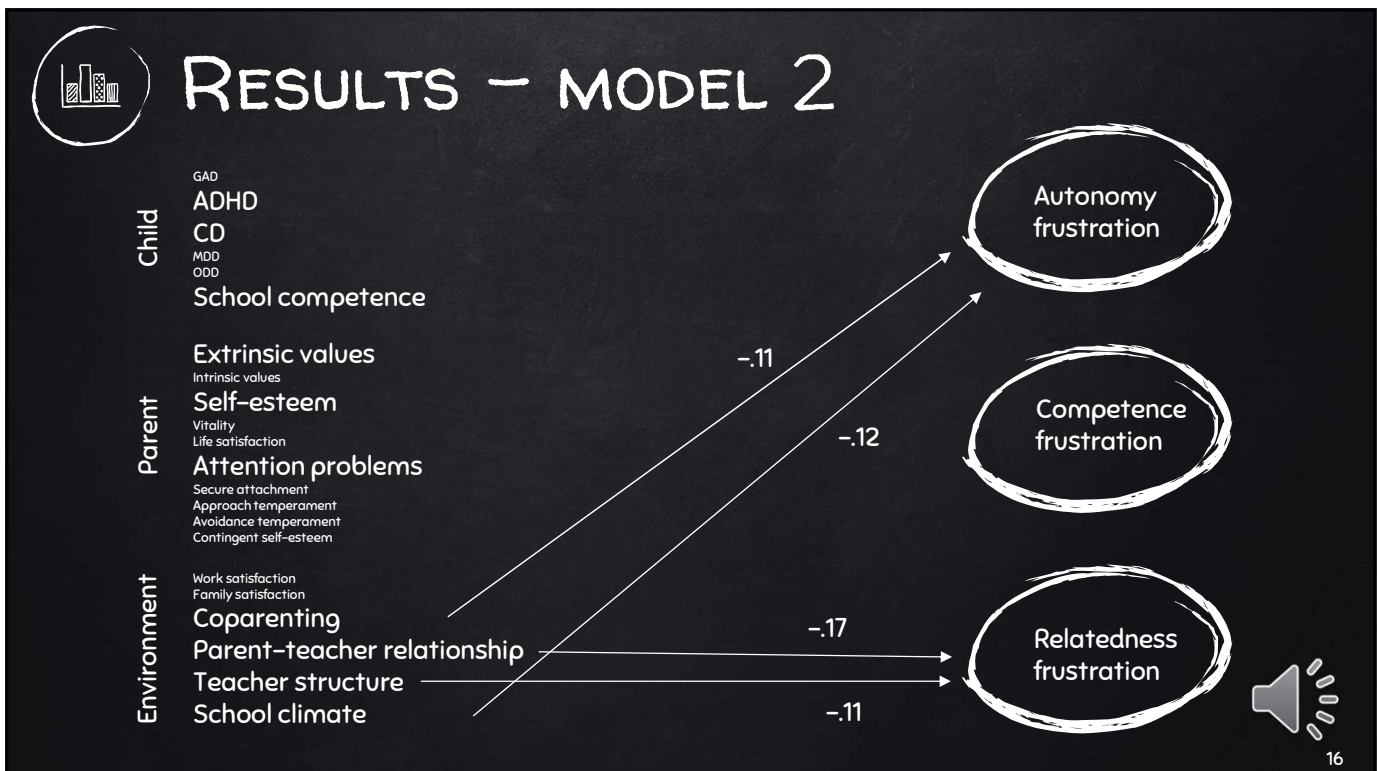 RESULTS – MODEL 2
Child
GAD
ADHD
CD
MDD
ODD
School competence
Parent
Extrinsic values
Intrinsic values
Self-esteem
Vitality
Life satisfaction
Attention problems
Secure attachment
Approach temperament
Avoidance temperament
Contingent self-esteem
Environment
Work satisfaction
Family satisfaction
Coparenting
Parent-teacher relationship
Teacher structure
School climate
-.11
-.12
-.17
-.11
Autonomy
frustration
Competence
frustration
Relatedness
frustration
16